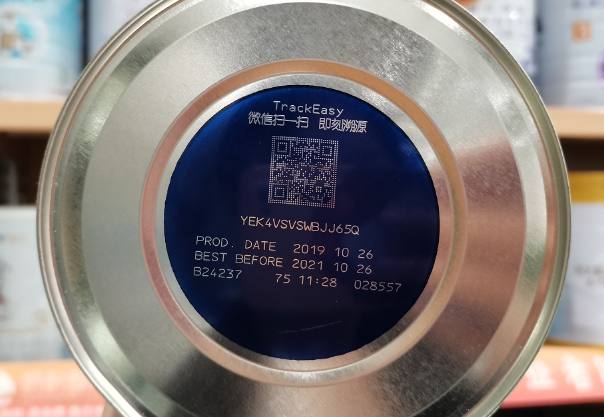 TrackEasy
微信扫一扫 即刻溯源
YEK4VSVSWBJJ65Q
PROD. DATE 2019 10 26
BEST BEFORE 2021 10 26
B24237 75 11:28 028557